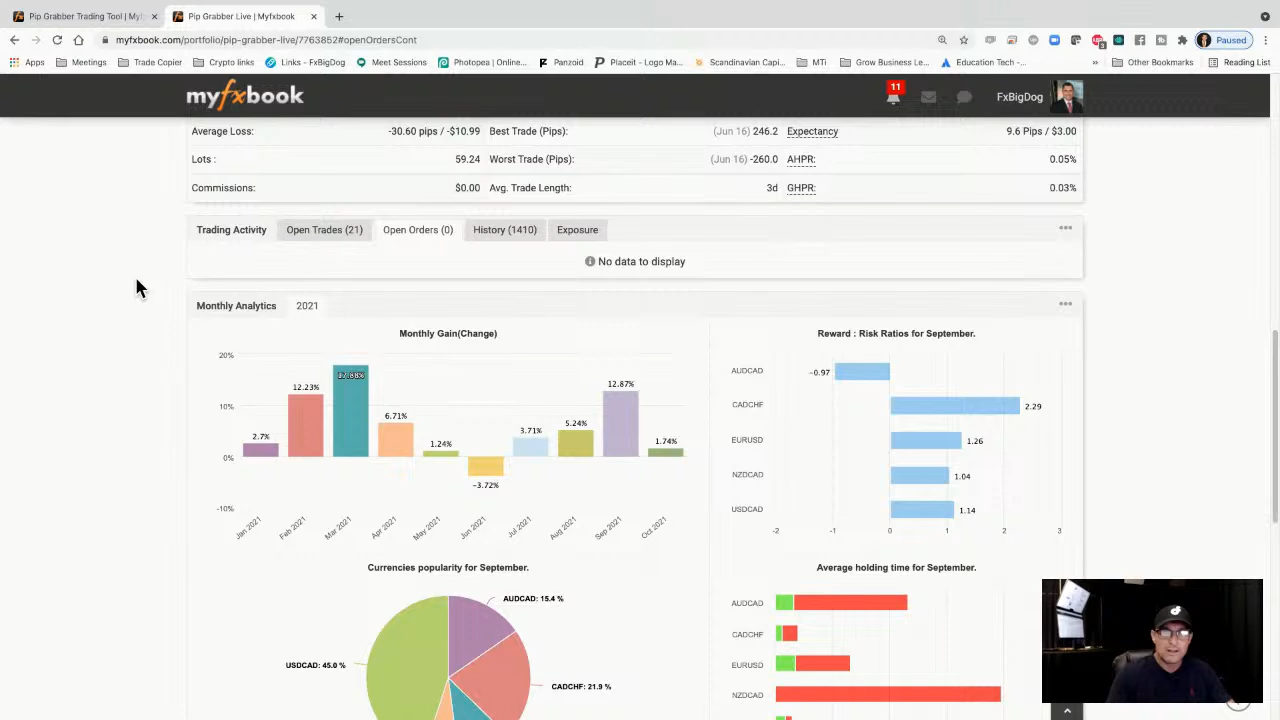 Pip Grabber Trading Tool | Myf
Pip Grabber Live | Myfxbook
myfxbook.com/portfolio/pip-grabber-live/7763852#openOrdersCont
Paused
Apps
Meetings
Trade Copier
Crypto links
Links - FxBigDog
Meet Sessions
Photopea | Online...
Panzoid
Placeit - Logo Ma...
Scandinavian Capi...
MTi
Grow Business Le...
Education Tech -...
Other Bookmarks
Reading List
myfxbook
11
FxBigDog
Average Loss: -30.60 pips / -$10.99 Best Trade (Pips): (Jun 16) 246.2 Expectancy 9.6 Pips / $3.00
Lots : 59.24 Worst Trade (Pips): (Jun 16) -260.0 AHPR: 0.05%
Commissions: $0.00 Avg. Trade Length: 3d GHPR: 0.03%
Trading Activity Open Trades (21) Open Orders (0) History (1410) Exposure
No data to display
Monthly Analytics 2021
Monthly Gain(Change)
20%
10%
0%
-10%
2.7%
12.23%
17.88%
6.71%
1.24%
-3.72%
3.71%
5.24%
12.87%
1.74%
Jan 2021
Feb 2021
Mar 2021
Apr 2021
May 2021
Jun 2021
Jul 2021
Aug 2021
Sep 2021
Oct 2021
Reward : Risk Ratios for September.
AUDCAD -0.97
CADCHF 2.29
EURUSD 1.26
NZDCAD 1.04
USDCAD 1.14
-2 -1 0 1 2 3
Currencies popularity for September.
AUDCAD: 15.4 %
USDCAD: 45.0 %
CADCHF: 21.9 %
Average holding time for September.
AUDCAD
CADCHF
EURUSD
NZDCAD